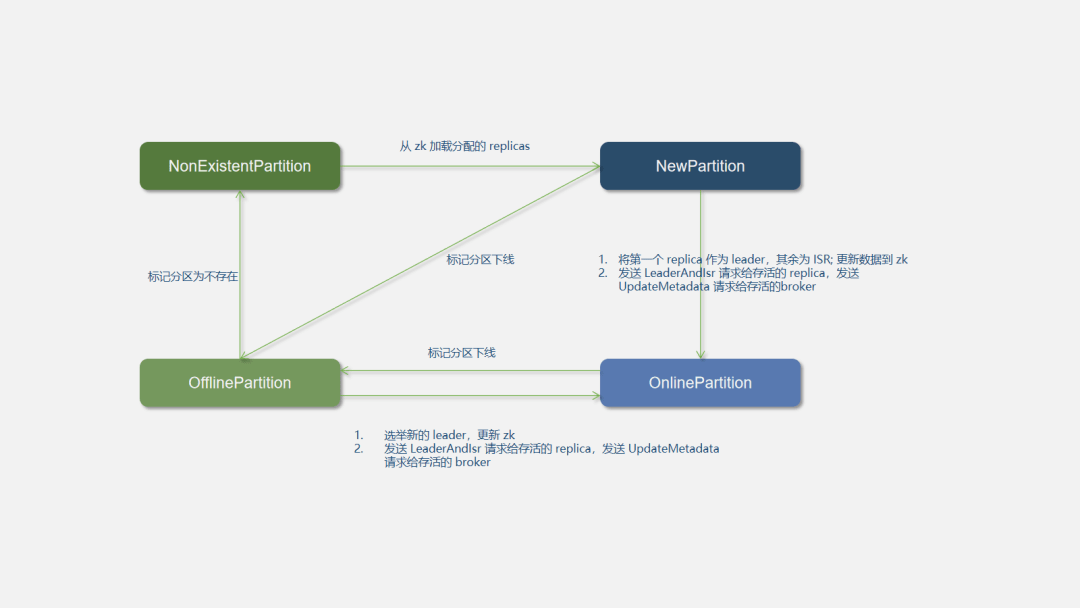 从 zk 加载分配的 replicas
NonExistentPartition
NewPartition
标记分区下线
标记分区为不存在
1. 将第一个 replica 作为 leader，其余为 ISR; 更新数据到 zk
2. 发送 LeaderAndIsr 请求给存活的 replica，发送
UpdateMetadata 请求给存活的broker
标记分区下线
OfflinePartition
OnlinePartition
1. 选举新的 leader，更新 zk
2. 发送 LeaderAndIsr 请求给存活的 replica，发送 UpdateMetadata
请求给存活的 broker